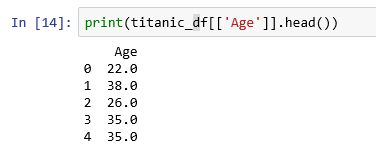 In [14]: print(titanic_df[['Age']].head())
Age
0 22.0
1 38.0
2 26.0
3 35.0
4 35.0